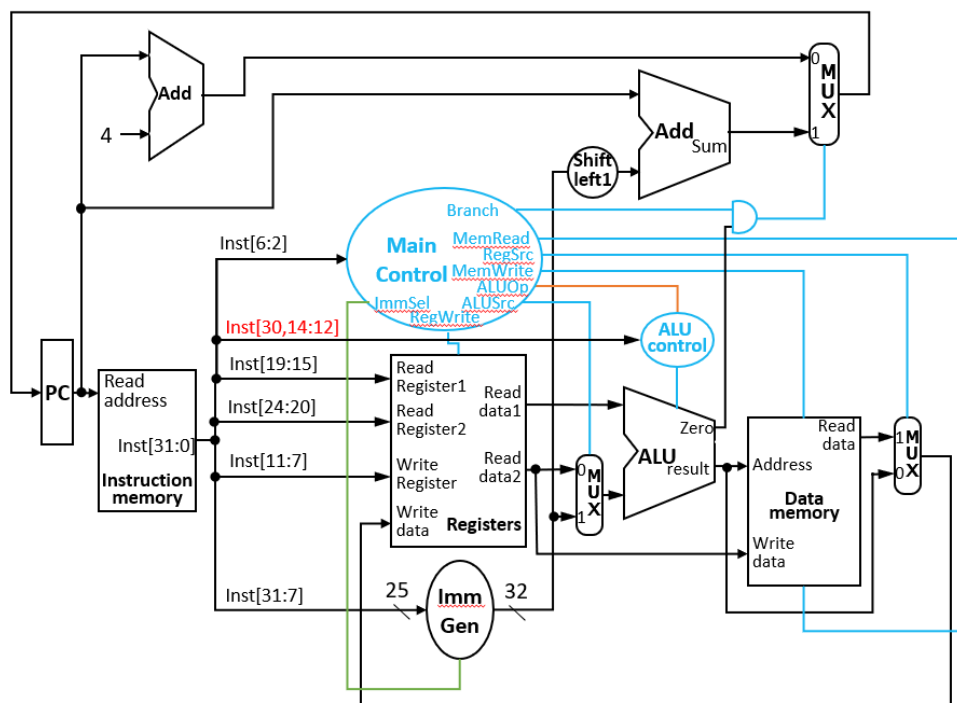 0
M
U
X
1
Add
4
Add
Sum
Shift
left1
Branch
Main
Control
MemRead
RegSrc
MemWrite
ALUOp
ImmSel
ALUSrc
RegWrite
Inst[6:2]
Inst[30,14:12]
ALU
control
Inst[19:15]
Inst[24:20]
Inst[11:7]
Inst[31:7]
PC
Read
address
Inst[31:0]
Instruction
memory
Read
Register1
Read
Register2
Write
Register
Write
data
Read
data1
Read
data2
Registers
0
M
U
X
1
ALU
Zero
result
Read
data
Address
Data
memory
Write
data
1
M
U
X
0
25
Imm
Gen
32